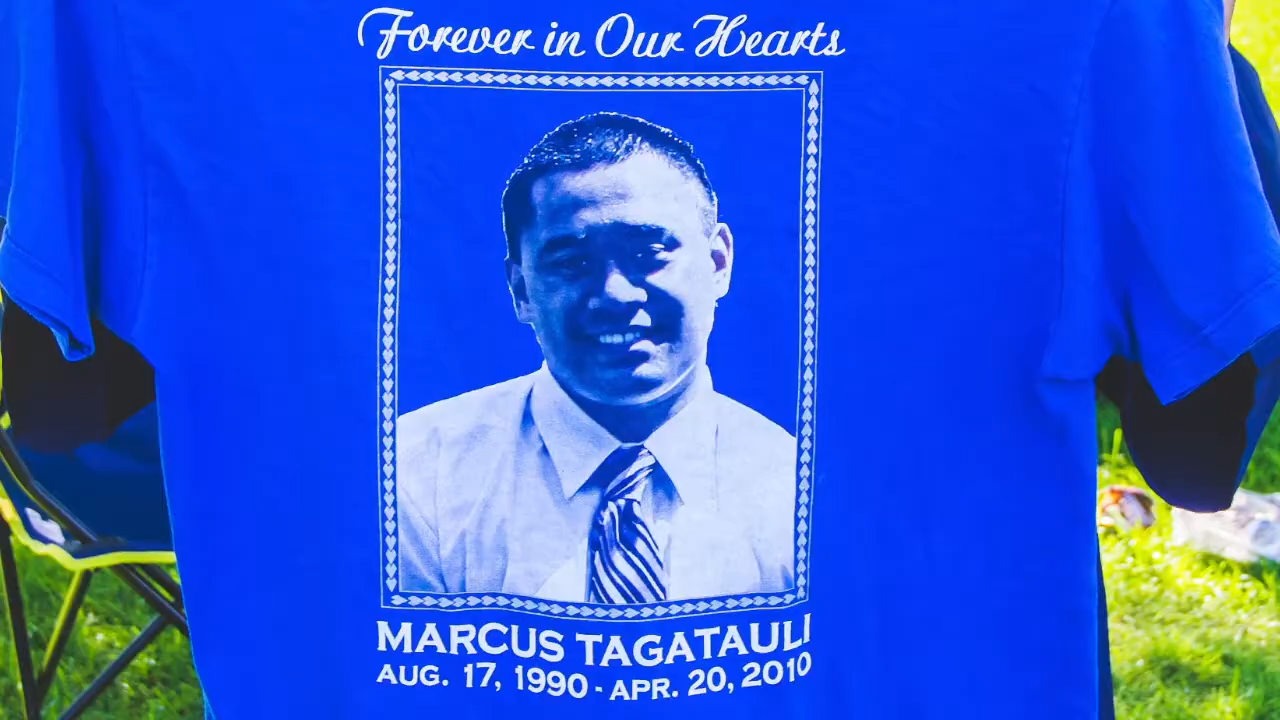 Forever in Our Hearts
MARCUS TAGATAULI
AUG. 17, 1990 - APR. 20, 2010